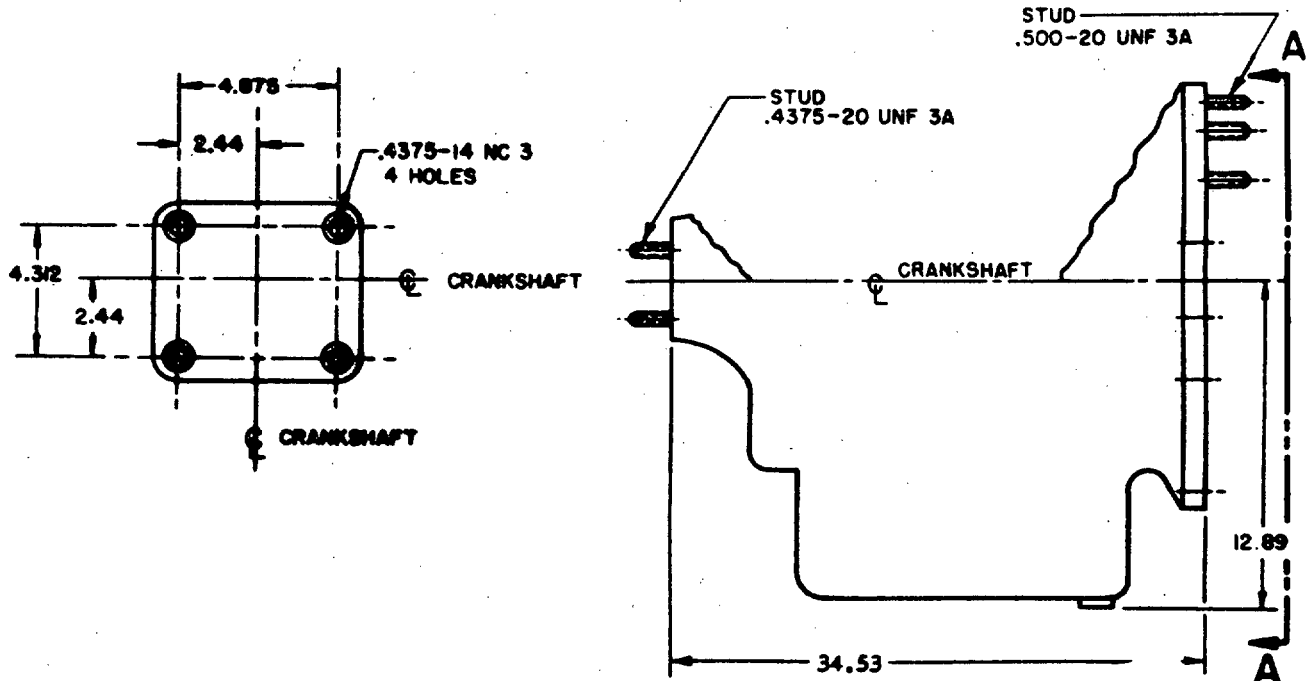 STUD
.500-20 UNF 3A
A
4.875
STUD
.4375-20 UNF 3A
2.44
.4375-14 NC 3
4 HOLES
4.312
CRANKSHAFT
CRANKSHAFT
2.44
CRANKSHAFT
12.89
34.53
A